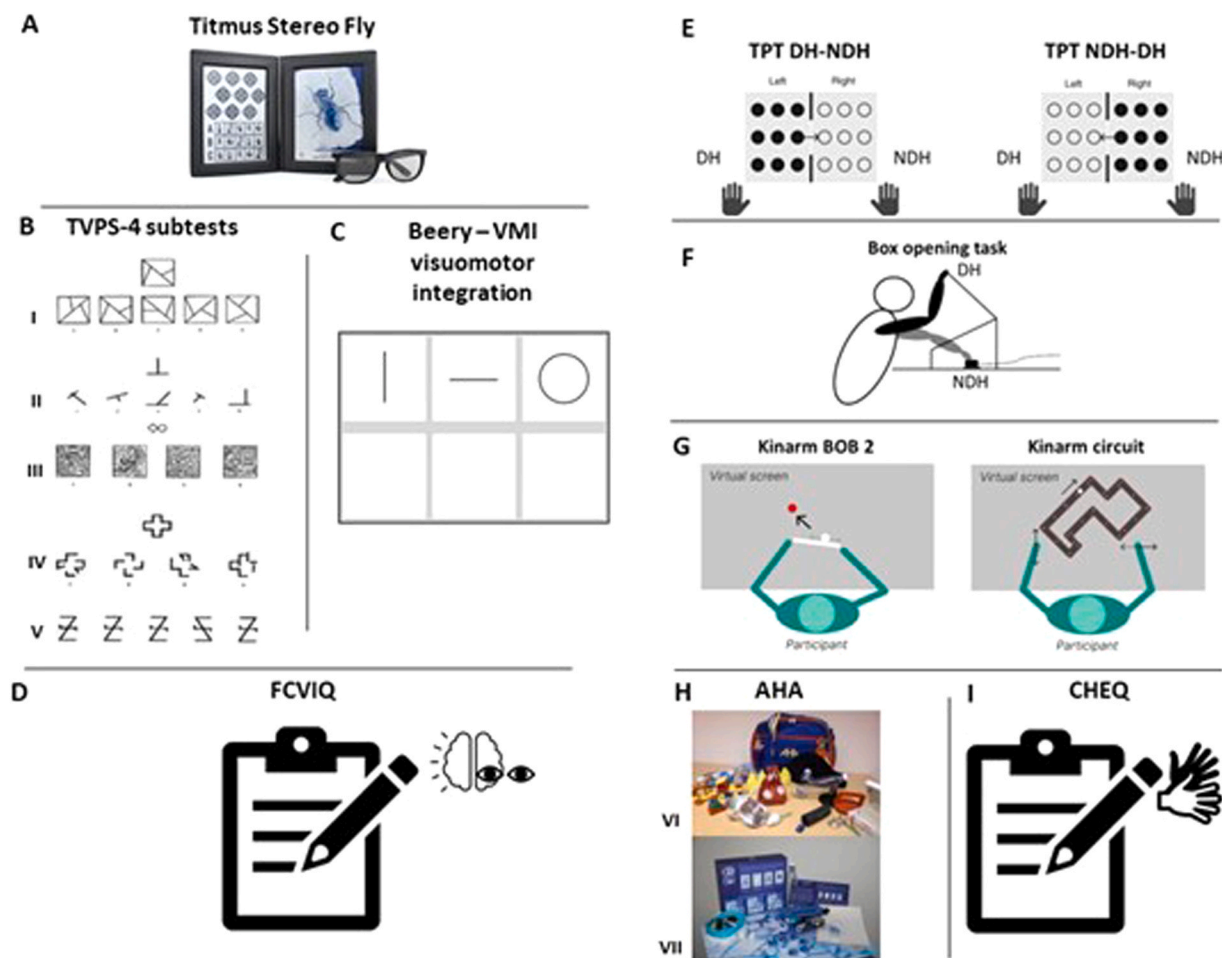 A
Titmus Stereo Fly
B
TVPS-4 subtests
I
II
III
IV
V
C
Beery – VMI
visuomotor
integration
D
FCVIQ
E
TPT DH-NDH
Left Right
DH
NDH
TPT NDH-DH
Left Right
DH
NDH
F
Box opening task
DH
NDH
G
Kinarm BOB 2
Virtual screen
Participant
Kinarm circuit
Virtual screen
Participant
H
AHA
VI
VII
I
CHEQ